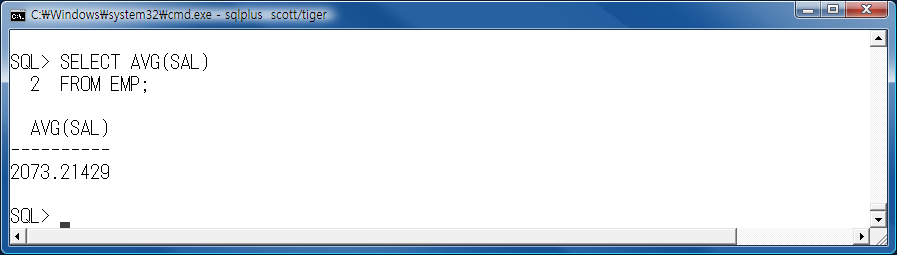 C:₩Windows₩system32₩cmd.exe - sqlplus  scott/tiger
SQL> SELECT AVG(SAL)
  2  FROM EMP;
  AVG(SAL)
----------
2073.21429
SQL>